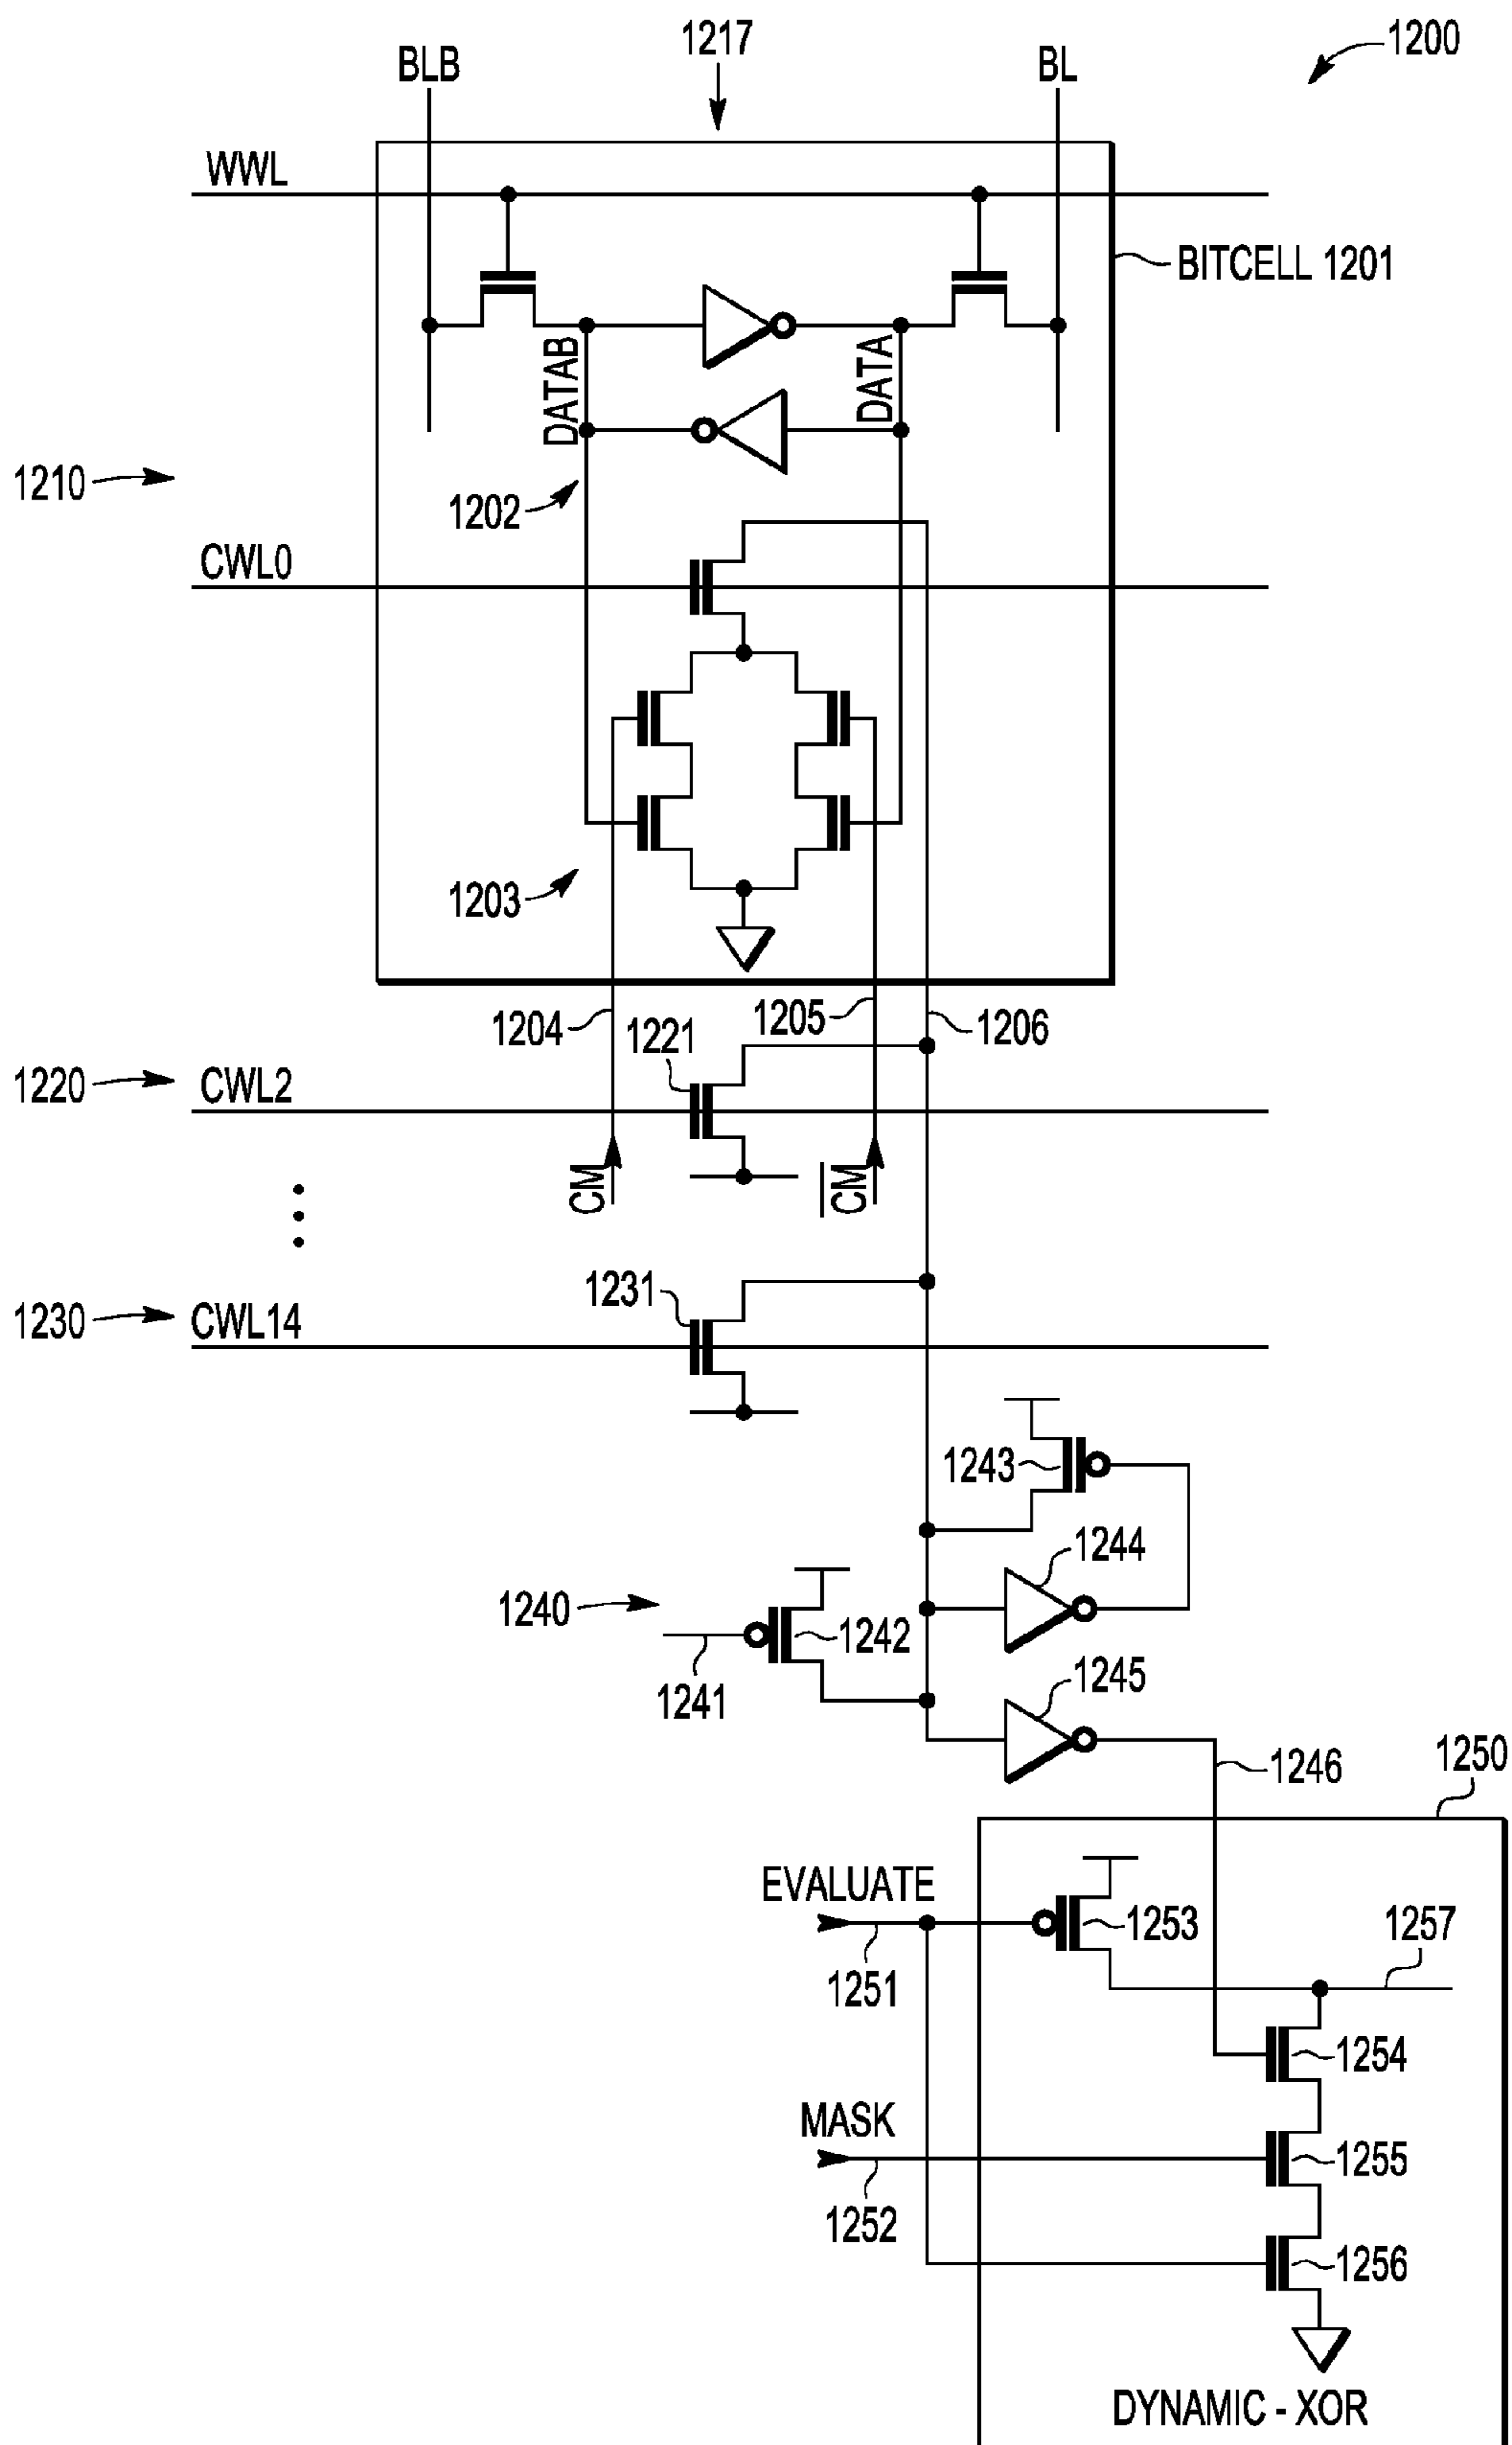 1217
1200
BLB
BL
WWL
BITCELL 1201
DATAB
DATA
1210
1202
CWL0
1203
1204
1205
1206
1221
1220
CWL2
CM
C̅M̅
1231
1230
CWL14
1243
1244
1240
1242
1241
1245
1246
1250
EVALUATE
1253
1257
1251
1254
MASK
1255
1252
1256
DYNAMIC - XOR